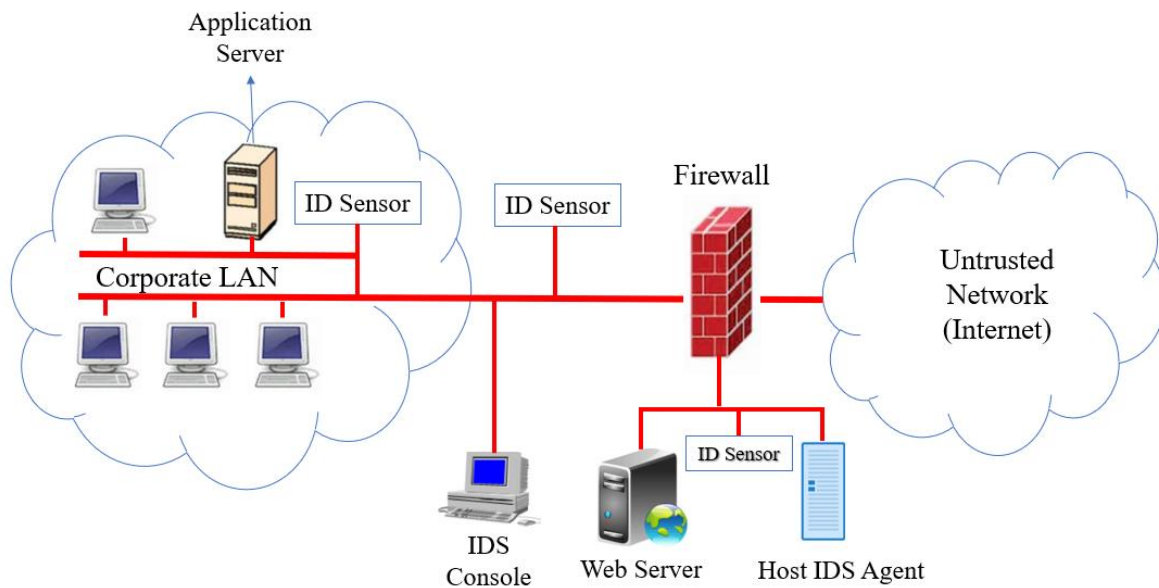 Application
Server
ID Sensor
ID Sensor
Firewall
Corporate LAN
Untrusted
Network
(Internet)
ID Sensor
IDS
Console
Web Server
Host IDS Agent